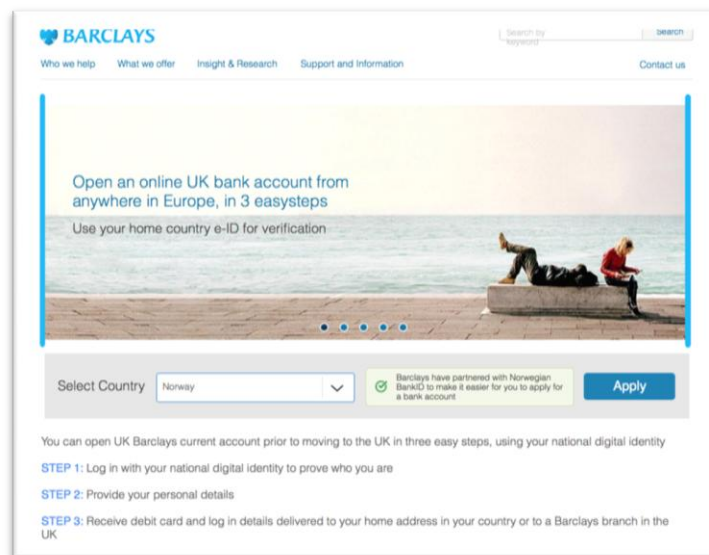 BARCLAYS
Search by
keyword
Search
Who we help What we offer Insight & Research Support and Information Contact us
Open an online UK bank account from
anywhere in Europe, in 3 easysteps
Use your home country e-ID for verification
Select Country
Norway
Barclays have partnered with Norwegian
BankID to make it easier for you to apply for
a bank account
Apply
You can open UK Barclays current account prior to moving to the UK in three easy steps, using your national digital identity
STEP 1: Log in with your national digital identity to prove who you are
STEP 2: Provide your personal details
STEP 3: Receive debit card and log in details delivered to your home address in your country or to a Barclays branch in the
UK